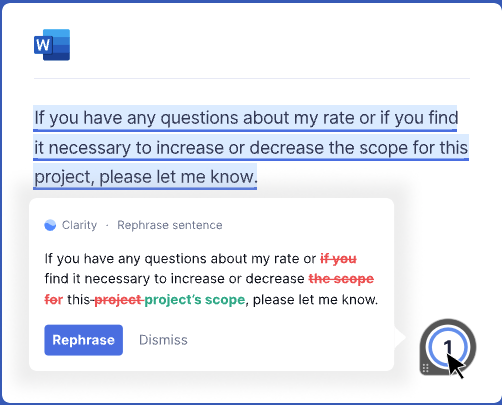 W
If you have any questions about my rate or if you find
it necessary to increase or decrease the scope for this
project, please let me know.
Clarity · Rephrase sentence
If you have any questions about my rate or if you
find it necessary to increase or decrease the scope
for this project project's scope, please let me know.
Rephrase Dismiss
1